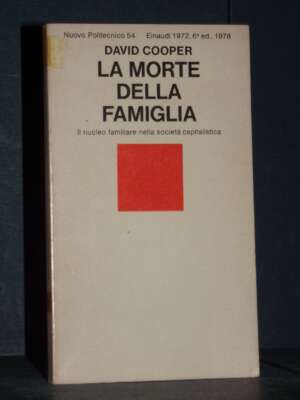 Nuovo Politecnico 54 Einaudi 1972, 6ª ed., 1978
DAVID COOPER
LA MORTE
DELLA
FAMIGLIA
Il nucleo familiare nella società capitalistica